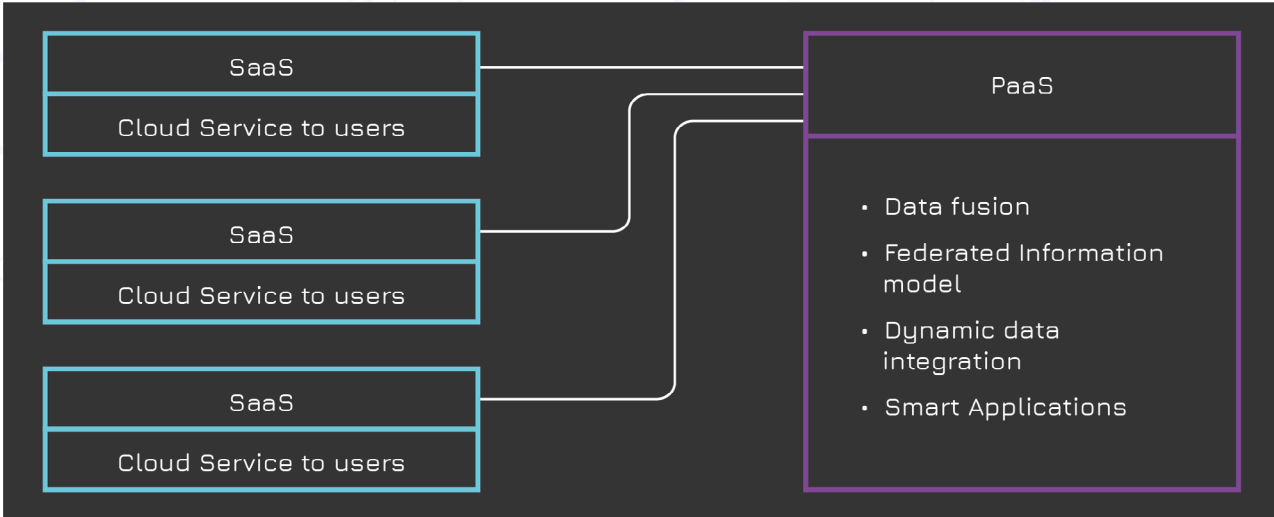 SaaS
Cloud Service to users
SaaS
Cloud Service to users
SaaS
Cloud Service to users
PaaS
• Data fusion
• Federated Information
model
• Dynamic data
integration
• Smart Applications